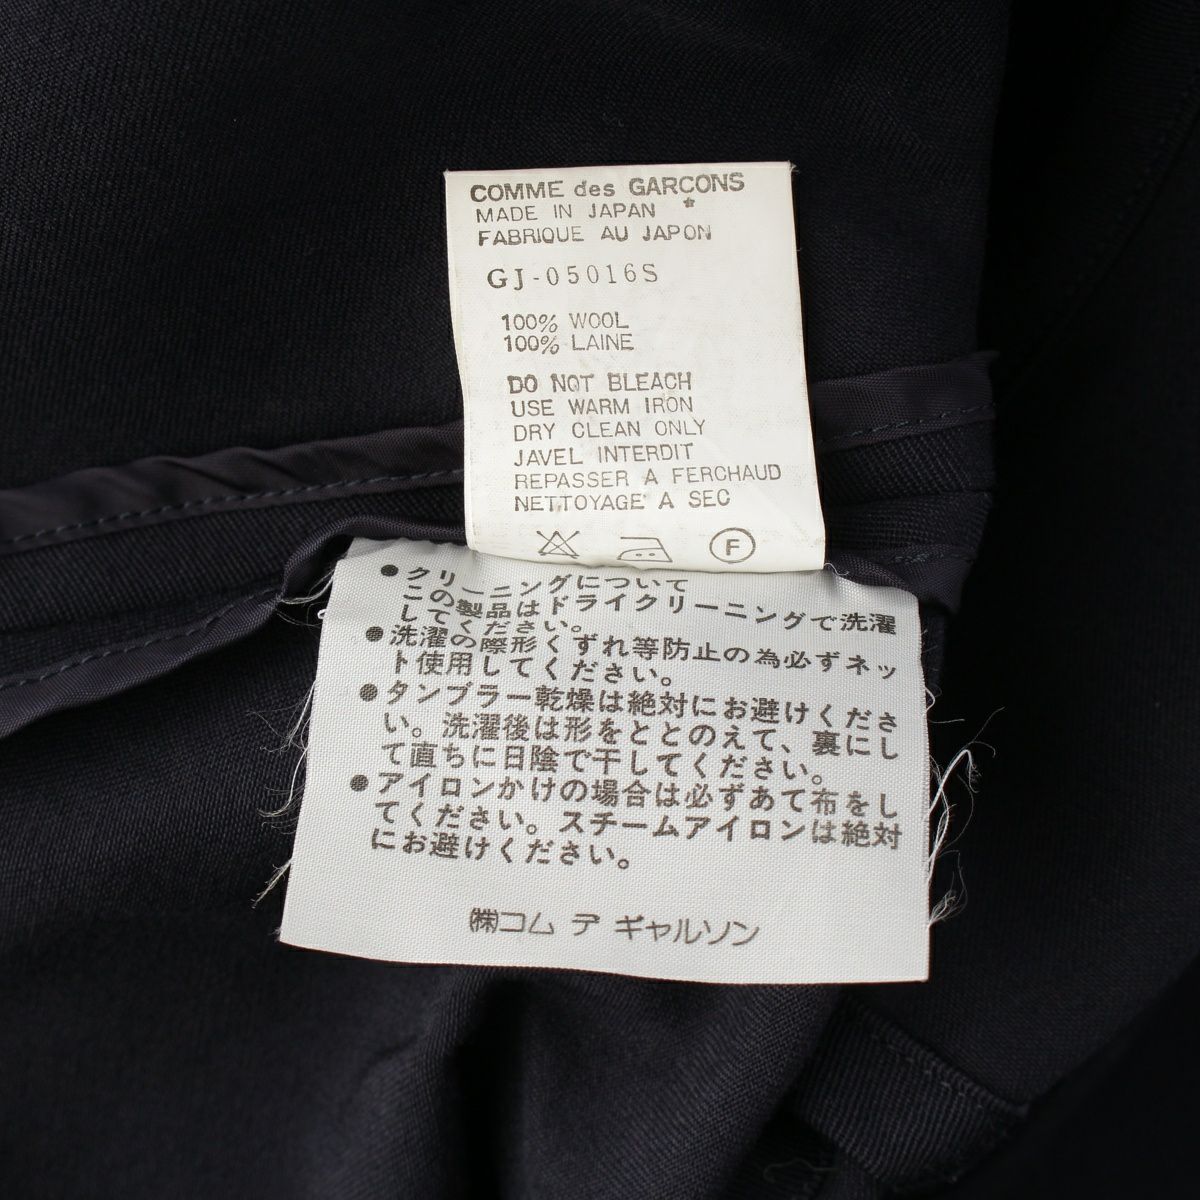 COMME des GARCONS
MADE IN JAPAN *
FABRIQUE AU JAPON
GJ-05016S
100% WOOL
100% LAINE
DO NOT BLEACH
USE WARM IRON
DRY CLEAN ONLY
JAVEL INTERDIT
REPASSER A FERCHAUD
NETTOYAGE A SEC
F
●クリーニングについて
この製品はドライクリーニングで洗濯
してください。
●洗濯の際形くずれ等防止の為必ずネッ
ト使用してください。
●タンブラー乾燥は絶対にお避けくださ
い。洗濯後は形をととのえて、裏にし
て直ちに日陰で干してください。
●アイロンかけの場合は必ずあて布をし
てください。スチームアイロンは絶対
にお避けください。
㈱コム デ ギャルソン